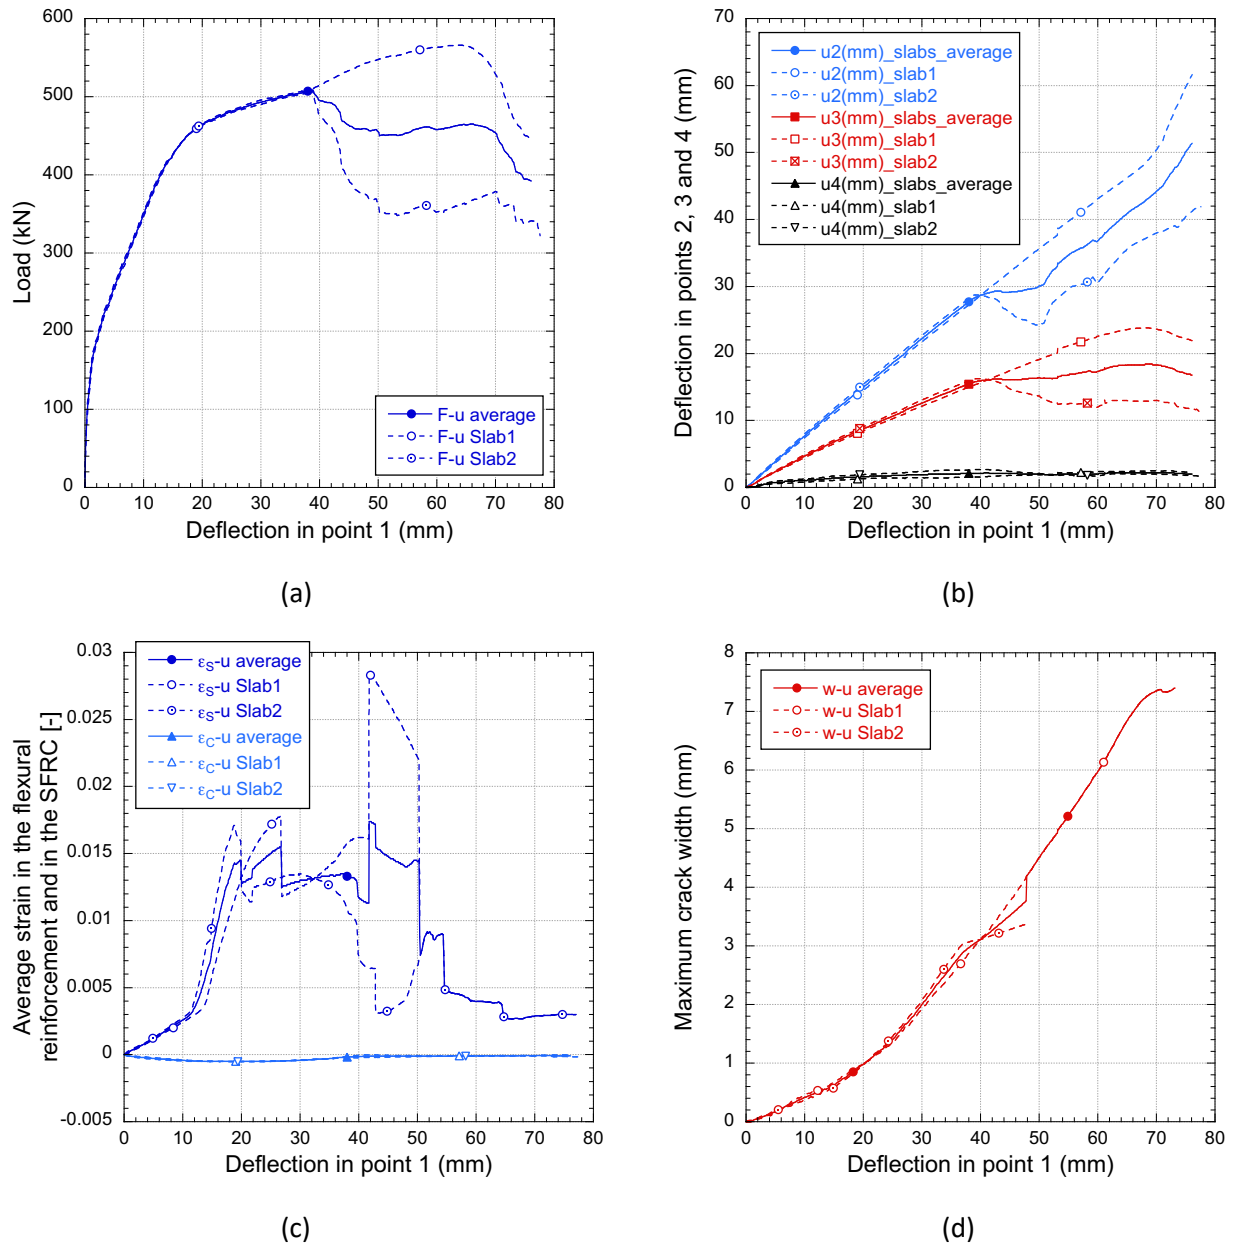 600
500
400
300
200
100
0
Load (kN)
F-u average
F-u Slab1
F-u Slab2
0 10 20 30 40 50 60 70 80
Deflection in point 1 (mm)
(a)
70
60
50
40
30
20
10
0
Deflection in points 2, 3 and 4 (mm)
u2(mm)_slabs_average
u2(mm)_slab1
u2(mm)_slab2
u3(mm)_slabs_average
u3(mm)_slab1
u3(mm)_slab2
u4(mm)_slabs_average
u4(mm)_slab1
u4(mm)_slab2
0 10 20 30 40 50 60 70 80
Deflection in point 1 (mm)
(b)
0.03
0.025
0.02
0.015
0.01
0.005
0
-0.005
Average strain in the flexural
reinforcement and in the SFRC [-]
εS-u average
εS-u Slab1
εS-u Slab2
εC-u average
εC-u Slab1
εC-u Slab2
0 10 20 30 40 50 60 70 80
Deflection in point 1 (mm)
(c)
8
7
6
5
4
3
2
1
0
Maximum crack width (mm)
w-u average
w-u Slab1
w-u Slab2
0 10 20 30 40 50 60 70 80
Deflection in point 1 (mm)
(d)